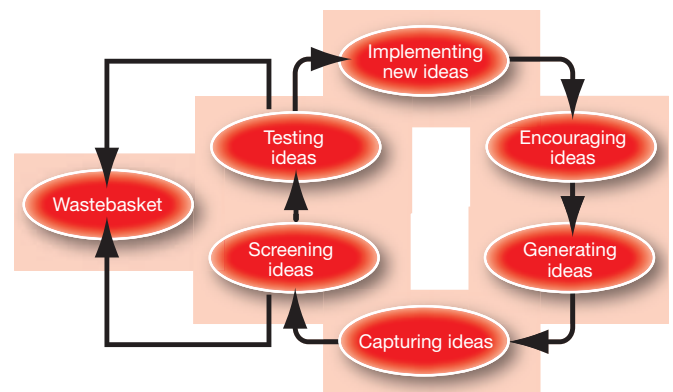 Implementing
new ideas
Testing
ideas
Encouraging
ideas
Wastebasket
Screening
ideas
Generating
ideas
Capturing ideas